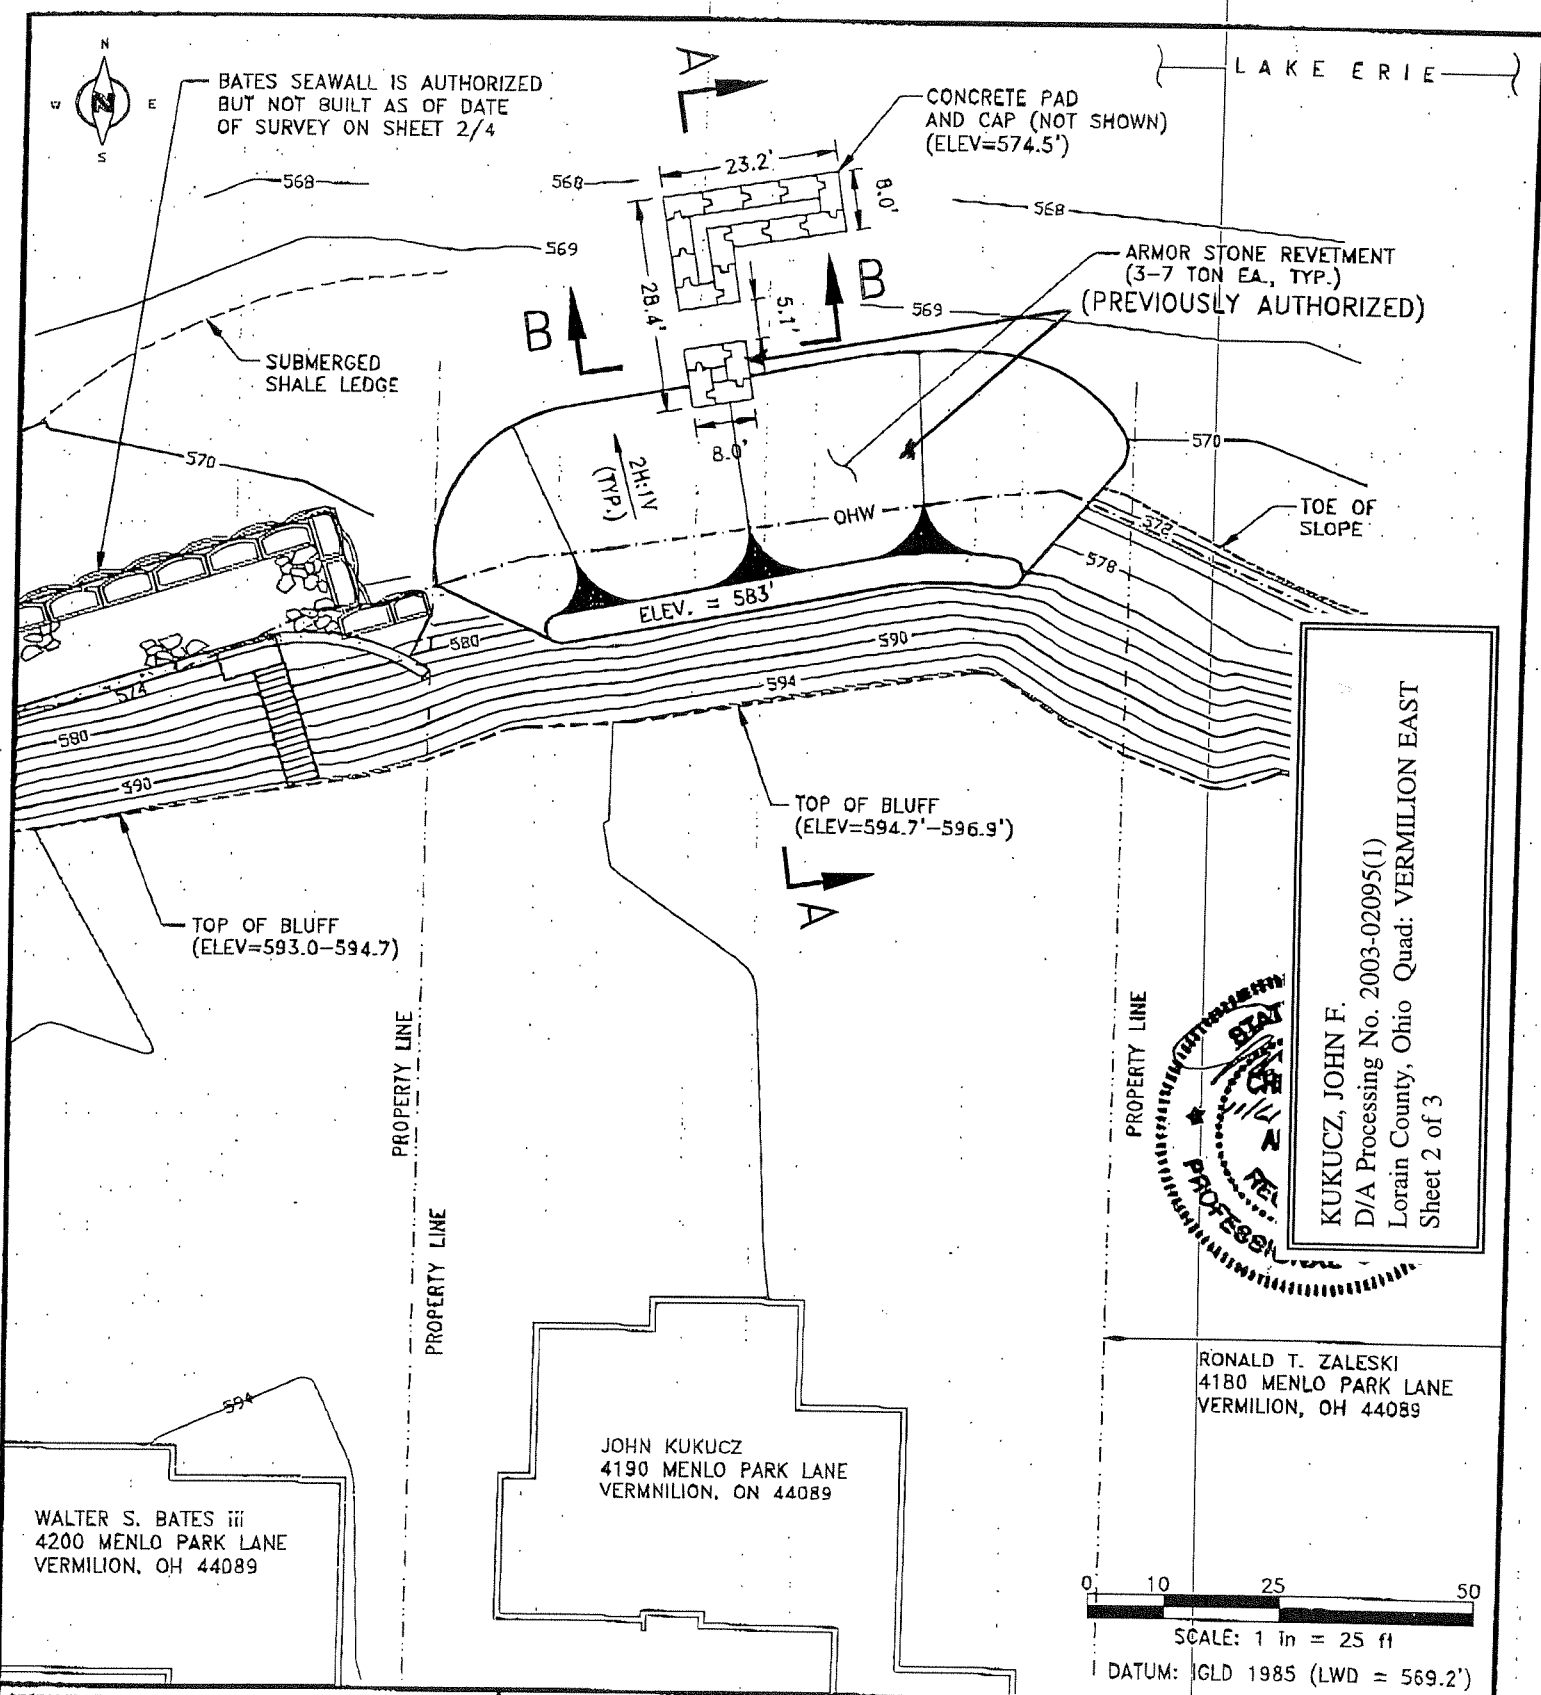 N
W E
S
BATES SEAWALL IS AUTHORIZED
BUT NOT BUILT AS OF DATE
OF SURVEY ON SHEET 2/4
A
LAKE ERIE
CONCRETE PAD
AND CAP (NOT SHOWN)
(ELEV=574.5')
23.2'
8.0'
568
568
568
569
28.4'
5.1'
B
B
569
ARMOR STONE REVETMENT
(3-7 TON EA., TYP.)
(PREVIOUSLY AUTHORIZED)
SUBMERGED
SHALE LEDGE
8.0'
2H:1V
(TYP.)
570
570
OHW
TOE OF
SLOPE
572
578
ELEV. = 583'
580
590
594
574
580
590
TOP OF BLUFF
(ELEV=594.7'-596.9')
A
TOP OF BLUFF
(ELEV=593.0-594.7)
PROPERTY LINE
PROPERTY LINE
PROPERTY LINE
KUKUCZ, JOHN F.
D/A Processing No. 2003-02095(1)
Lorain County, Ohio Quad: VERMILION EAST
Sheet 2 of 3
RONALD T. ZALESKI
4180 MENLO PARK LANE
VERMILION, OH 44089
594
JOHN KUKUCZ
4190 MENLO PARK LANE
VERMNILION, ON 44089
WALTER S. BATES iii
4200 MENLO PARK LANE
VERMILION, OH 44089
0 10 25 50
SCALE: 1 in = 25 ft
DATUM: IGLD 1985 (LWD = 569.2')